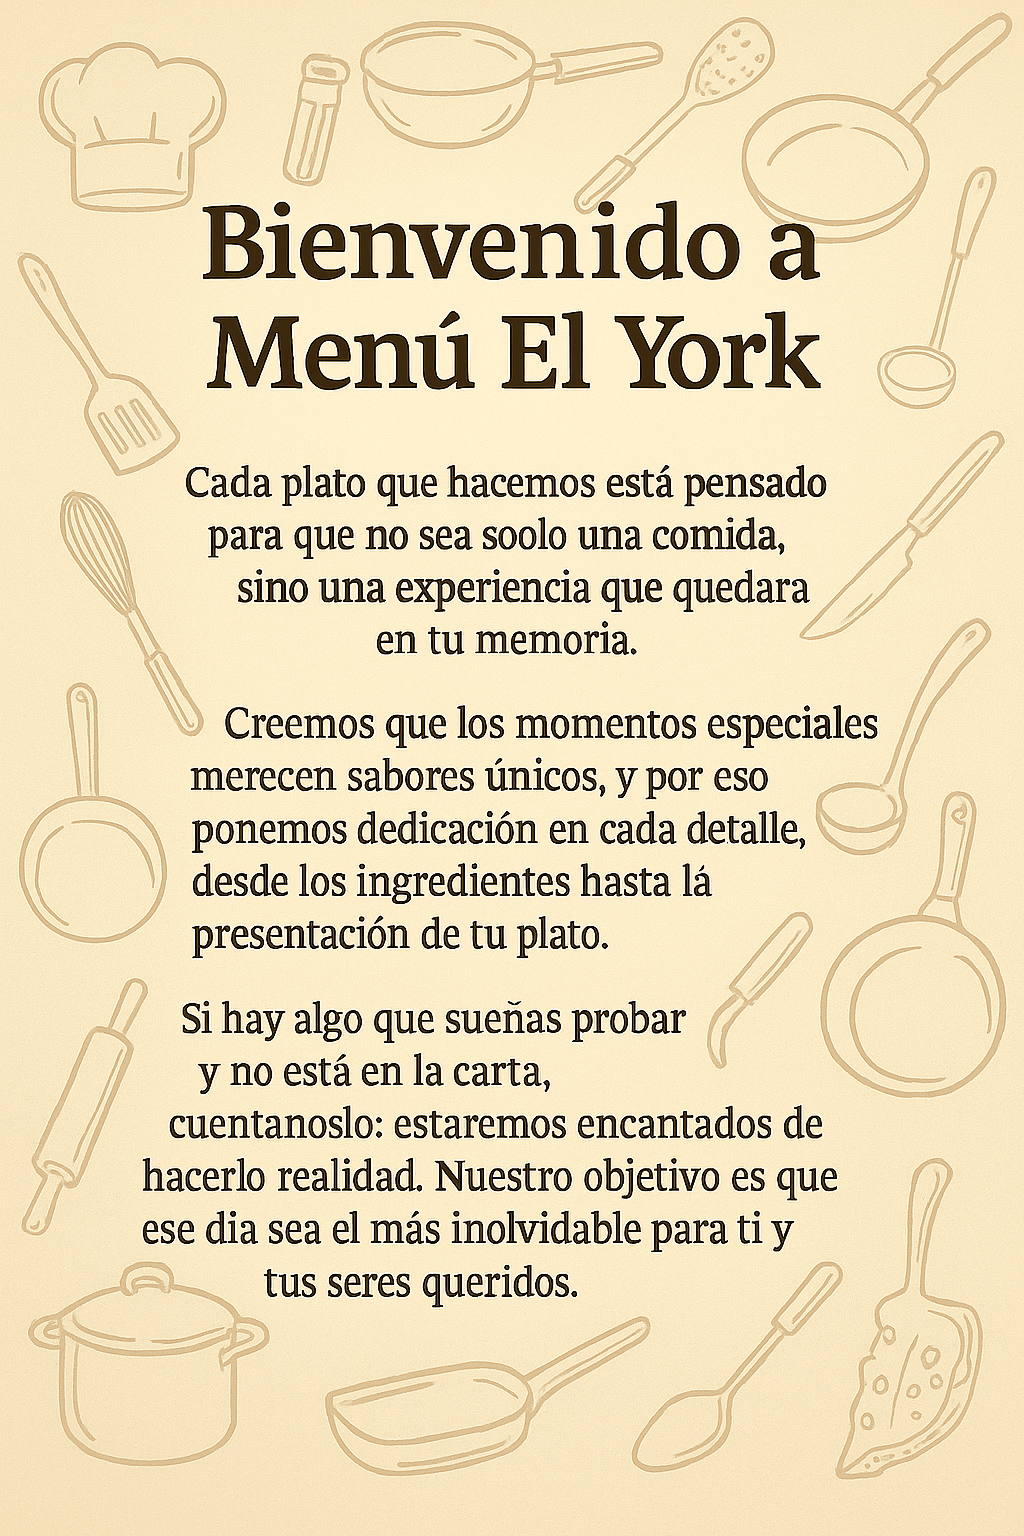 Bienvenido a
Menú El York
Cada plato que hacemos está pensado
para que no sea soolo una comida,
sino una experiencia que quedara
en tu memoria.
Creemos que los momentos especiales
merecen sabores únicos, y por eso
ponemos dedicación en cada detalle,
desde los ingredientes hasta lá
presentación de tu plato.
Si hay algo que sueñas probar
y no está en la carta,
cuentanoslo: estaremos encantados de
hacerlo realidad. Nuestro objetivo es que
ese dia sea el más inolvidable para ti y
tus seres queridos.